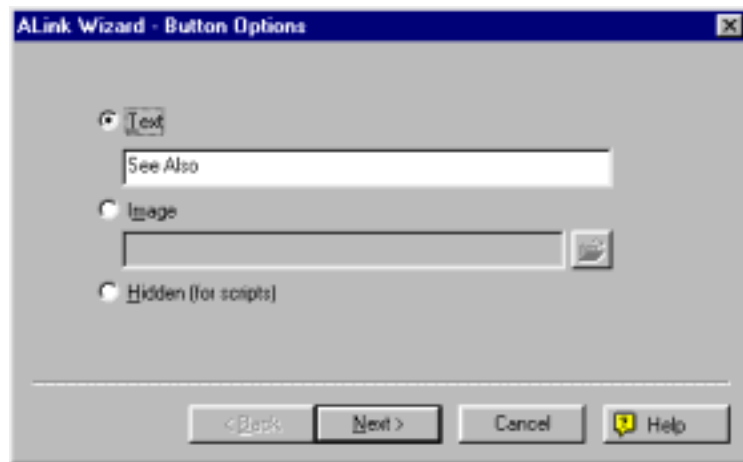 ALink Wizard - Button Options
Text
See Also
Image
Hidden (for scripts)
< Back
Next >
Cancel
Help